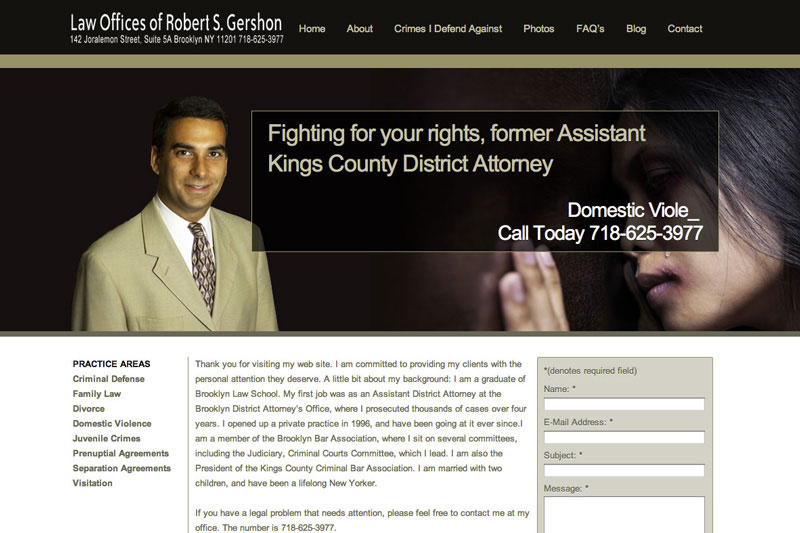 Law Offices of Robert S. Gershon
142 Joralemon Street, Suite 5A Brooklyn NY 11201 718-625-3977
Home About Crimes I Defend Against Photos FAQ's Blog Contact
Fighting for your rights, former Assistant
Kings County District Attorney
Domestic Viole_
Call Today 718-625-3977
PRACTICE AREAS
Criminal Defense
Family Law
Divorce
Domestic Violence
Juvenile Crimes
Prenuptial Agreements
Separation Agreements
Visitation
Thank you for visiting my web site. I am committed to providing my clients with the
personal attention they deserve. A little bit about my background: I am a graduate of
Brooklyn Law School. My first job was as an Assistant District Attorney at the
Brooklyn District Attorney's Office, where I prosecuted thousands of cases over four
years. I opened up a private practice in 1996, and have been going at it ever since.I
am a member of the Brooklyn Bar Association, where I sit on several committees,
including the Judiciary, Criminal Courts Committee, which I lead. I am also the
President of the Kings County Criminal Bar Association. I am married with two
children, and have been a lifelong New Yorker.
If you have a legal problem that needs attention, please feel free to contact me at my
office. The number is 718-625-3977.
*(denotes required field)
Name: *
E-Mail Address: *
Subject: *
Message: *